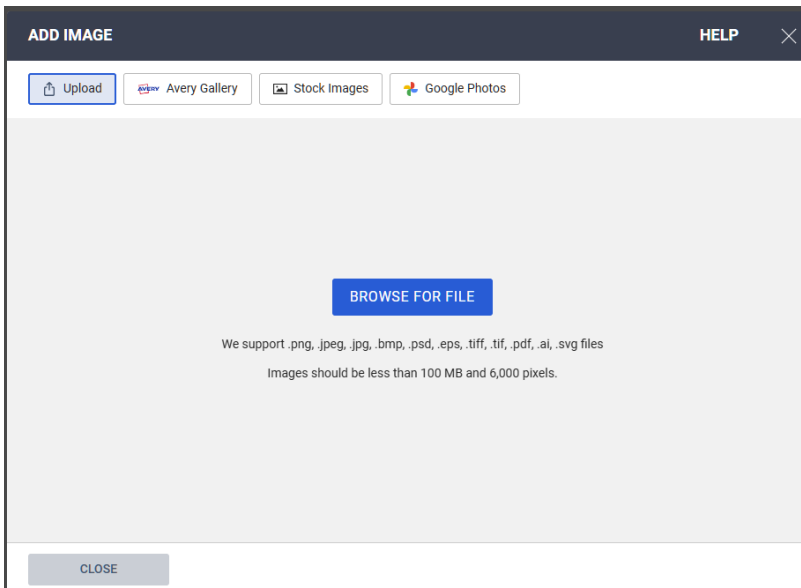 ADD IMAGE HELP
Upload AVERY Avery Gallery Stock Images Google Photos
BROWSE FOR FILE
We support .png, .jpeg, .jpg, .bmp, .psd, .eps, .tiff, .tif, .pdf, .ai, .svg files
Images should be less than 100 MB and 6,000 pixels.
CLOSE